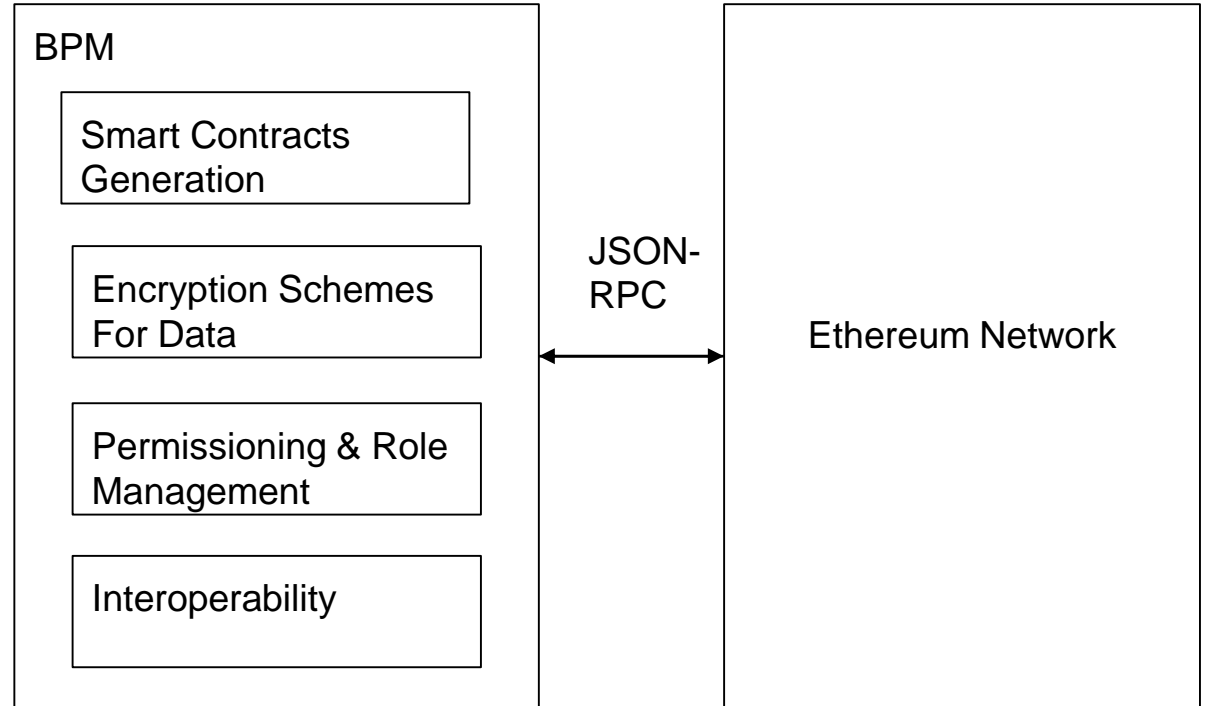 BPM
Smart Contracts
Generation
Encryption Schemes
For Data
Permissioning & Role
Management
Interoperability
JSON-
RPC
Ethereum Network